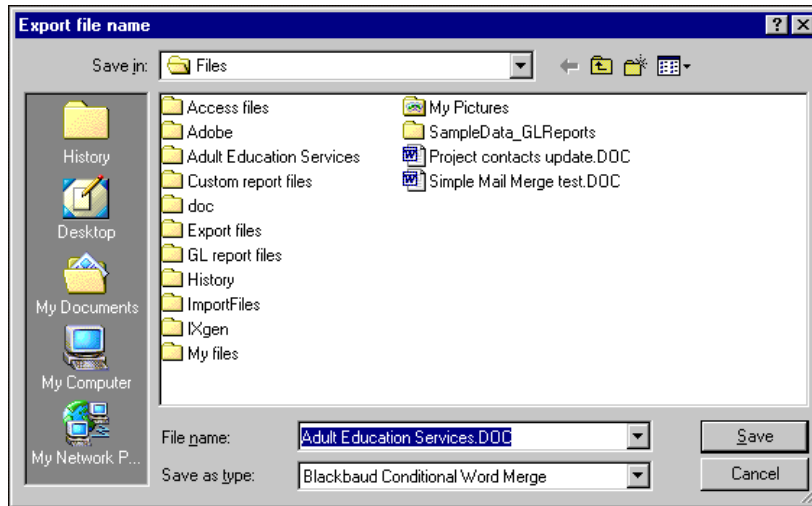 Export file name
Save in:
Files
History
Desktop
My Documents
My Computer
My Network P...
Access files
Adobe
Adult Education Services
Custom report files
doc
Export files
GL report files
History
ImportFiles
IXgen
My files
My Pictures
SampleData_GLReports
Project contacts update.DOC
Simple Mail Merge test.DOC
File name:
Adult Education Services.DOC
Save
Save as type:
Blackbaud Conditional Word Merge
Cancel